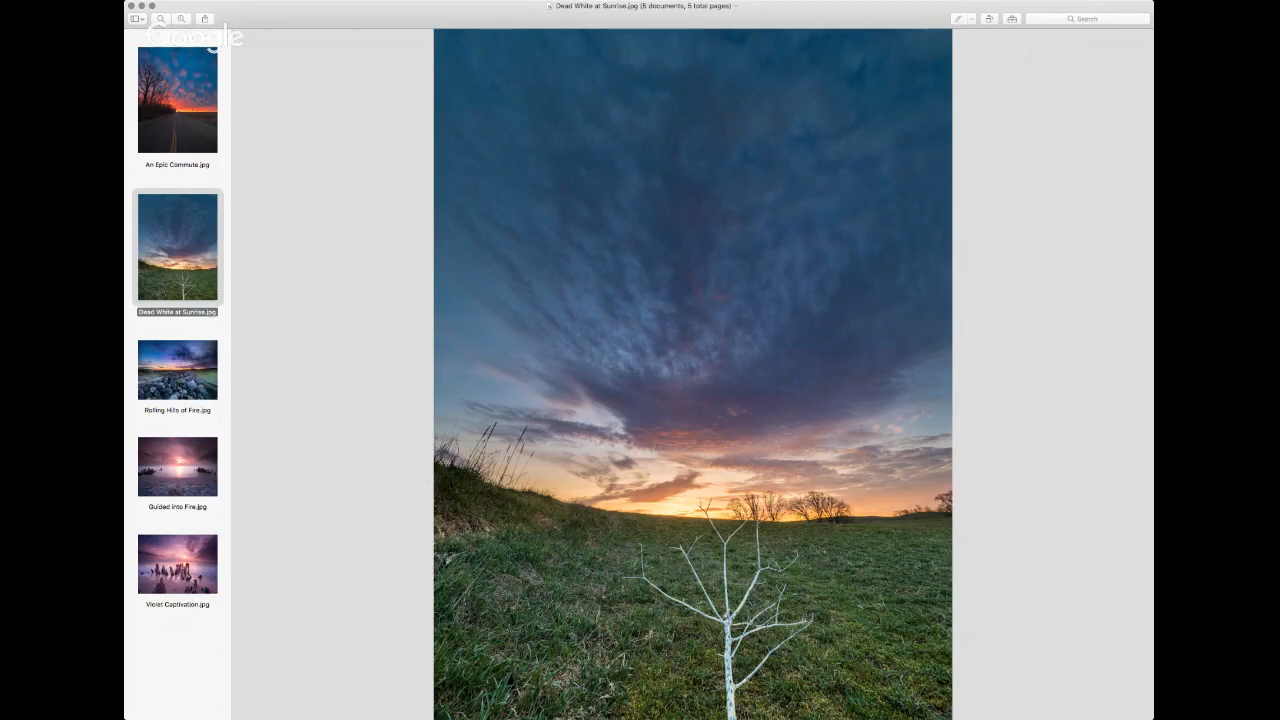 Dead White at Sunrise.jpg (5 documents, 5 total pages)
Search
Google
An Epic Commute.jpg
Dead White at Sunrise.jpg
Rolling Hills of Fire.jpg
Guided into Fire.jpg
Violet Captivation.jpg